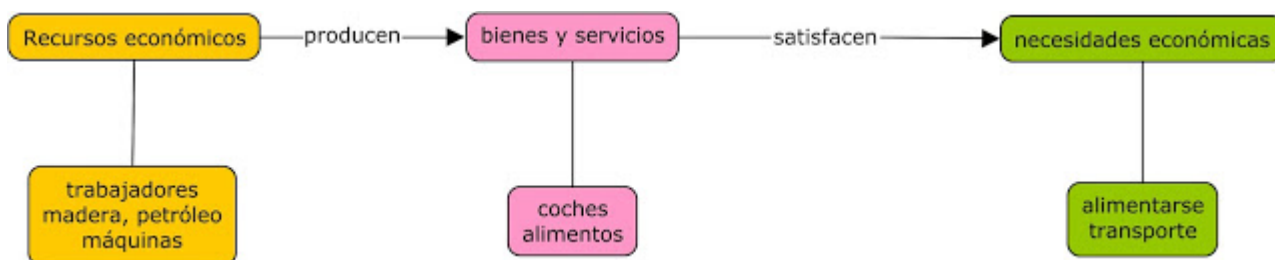 Recursos económicos
producen
bienes y servicios
satisfacen
necesidades económicas
trabajadores
madera, petróleo
máquinas
coches
alimentos
alimentarse
transporte